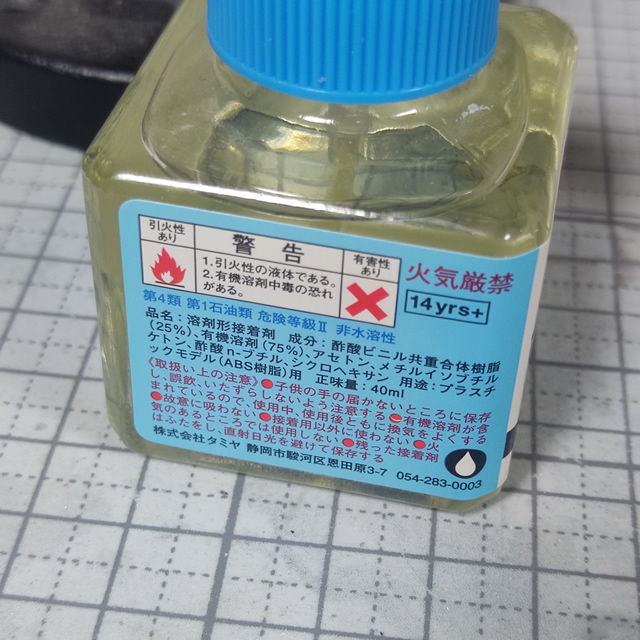 引火性
あり
警告
1.引火性の液体である。
2.有機溶剤中毒の恐れ
がある。
有害性
あり
火気厳禁
14yrs+
第4類 第1石油類 危険等級II 非水溶性
品名：溶剤形接着剤 成分：酢酸ビニル共重合体樹脂
(25%)、有機溶剤(75%)、アセトン、メチルイソブチル
ケトン、酢酸n-ブチル、シクロヘキサン 用途：プラスチ
ックモデル(ABS樹脂)用 正味量：40ml
《取扱い上の注意》●子供の手の届かないところに保存
し、誤飲、いたずらしないよう注意する●有機溶剤が含
まれているので、使用中、使用後ともに換気をよくする
●故意に吸わない●接着用以外に使わない●火
気のあるところでは使用しない●残った接着剤
はふたをし、直射日光を避けて保存する
株式会社タミヤ 静岡市駿河区恩田原3-7 054-283-0003